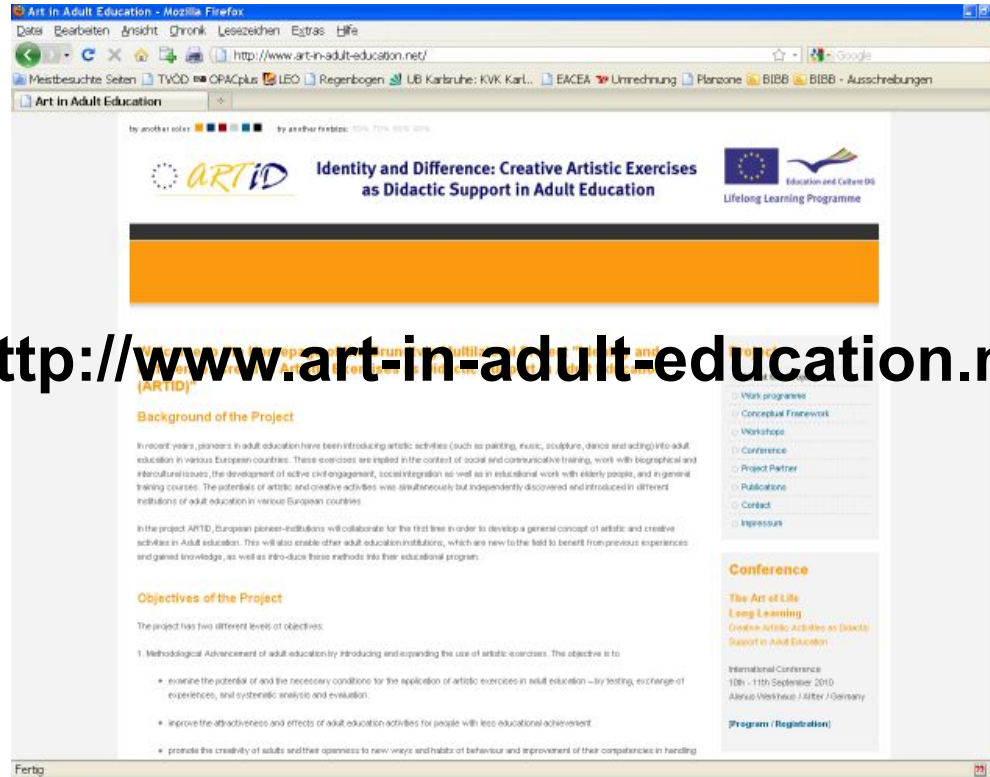 Art in Adult Education - Mozilla Firefox
Datei Bearbeiten Ansicht Chronik Lesezeichen Extras Hilfe
http://www.art-in-adult-education.net/
Google
Meistbesuchte Seiten TVÖD OPACplus LEO Regenbogen UB Karlsruhe: KVK Karl... EACEA Umrechnung Planzone BIBB BIBB - Ausschreibungen
Art in Adult Education
by another color: by another fontsize:
ARTiD
Identity and Difference: Creative Artistic Exercises
as Didactic Support in Adult Education
Education and Culture DG
Lifelong Learning Programme
ttp://www.art-in-adult-education.n
(ARTID)"
Background of the Project
In recent years, pioneers in adult education have been introducing artistic activities (such as painting, music, sculpture, dance and acting) into adult
education in various European countries. These exercises are implied in the context of social and communicative training, work with biographical and
intercultural issues, the development of active civil engagement, social integration as well as in educational work with elderly people, and in general
training courses. The potentials of artistic and creative activities was simultaneously but independently discovered and introduced in different
institutions of adult education in various European countries.
In the project ARTID, European pioneer-institutions will collaborate for the first time in order to develop a general concept of artistic and creative
activities in Adult education. This will also enable other adult education institutions, which are new to the field to benefit from previous experiences
and gained knowledge, as well as intro-duce these methods into their educational program.
Objectives of the Project
The project has two different levels of objectives:
1. Methodological Advancement of adult education by introducing and expanding the use of artistic exercises. The objective is to
examine the potential of and the necessary conditions for the application of artistic exercises in adult education – by testing, exchange of
experiences, and systematic analysis and evaluation.
improve the attractiveness and effects of adult education activities for people with less educational achievement
promote the creativity of adults and their openness to new ways and habits of behaviour and improvement of their competencies in handling
Work programme
Conceptual Framework
Workshops
Conference
Project Partner
Publications
Contact
Impressum
Conference
The Art of Life
Long Learning
Creative Artistic Activities as Didactic
Support in Adult Education
International Conference
10th - 11th September 2010
Alanus Werkhaus / Alfter / Germany
[Program / Registration]
Fertig